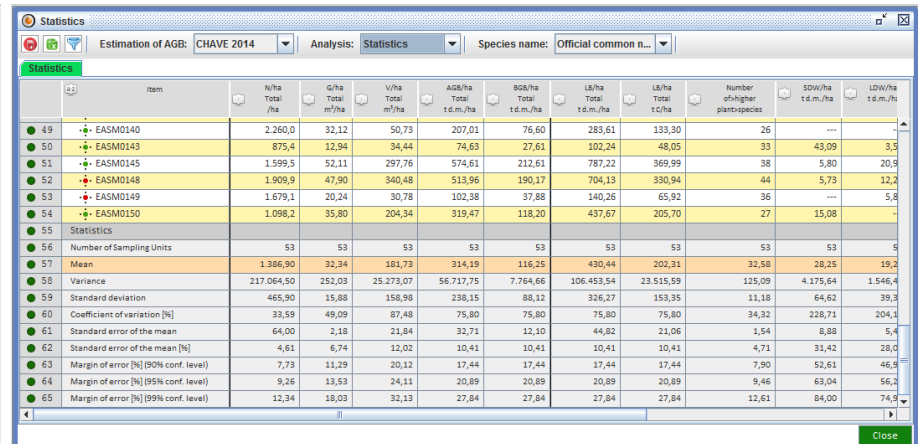 Statistics
Estimation of AGB: CHAVE 2014 Analysis: Statistics Species name: Official common n...
Statistics
Item N/ha G/ha V/ha AGB/ha BGB/ha LB/ha LB/ha Number SDW/ha LDW/ha
Total Total Total Total Total Total Total of>higher t d.m./ha t d.m./h
/ha m²/ha m³/ha t d.m./ha t d.m./ha t d.m./ha t C/ha plant>species
49 EASM0140 2.260,0 32,12 50,73 207,01 76,60 283,61 133,30 26 --- -
50 EASM0143 875,4 12,94 34,44 74,63 27,61 102,24 48,05 33 43,09 3,5
51 EASM0145 1.599,5 52,11 297,76 574,61 212,61 787,22 369,99 38 5,80 20,9
52 EASM0148 1.909,9 47,90 340,48 513,96 190,17 704,13 330,94 44 5,73 12,2
53 EASM0149 1.679,1 20,24 30,78 102,38 37,88 140,26 65,92 36 --- 5,8
54 EASM0150 1.098,2 35,80 204,34 319,47 118,20 437,67 205,70 27 15,08 -
55 Statistics
56 Number of Sampling Units 53 53 53 53 53 53 53 53 53 5
57 Mean 1.386,90 32,34 181,73 314,19 116,25 430,44 202,31 32,58 28,25 19,2
58 Variance 217.064,50 252,03 25.273,07 56.717,75 7.764,66 106.453,54 23.515,59 125,09 4.175,64 1.546,4
59 Standard deviation 465,90 15,88 158,98 238,15 88,12 326,27 153,35 11,18 64,62 39,3
60 Coefficient of variation [%] 33,59 49,09 87,48 75,80 75,80 75,80 75,80 34,32 228,71 204,1
61 Standard error of the mean 64,00 2,18 21,84 32,71 12,10 44,82 21,06 1,54 8,88 5,4
62 Standard error of the mean [%] 4,61 6,74 12,02 10,41 10,41 10,41 10,41 4,71 31,42 28,0
63 Margin of error [%] (90% conf. level) 7,73 11,29 20,12 17,44 17,44 17,44 17,44 7,90 52,61 46,9
64 Margin of error [%] (95% conf. level) 9,26 13,53 24,11 20,89 20,89 20,89 20,89 9,46 63,04 56,2
65 Margin of error [%] (99% conf. level) 12,34 18,03 32,13 27,84 27,84 27,84 27,84 12,61 84,00 74,9
Close